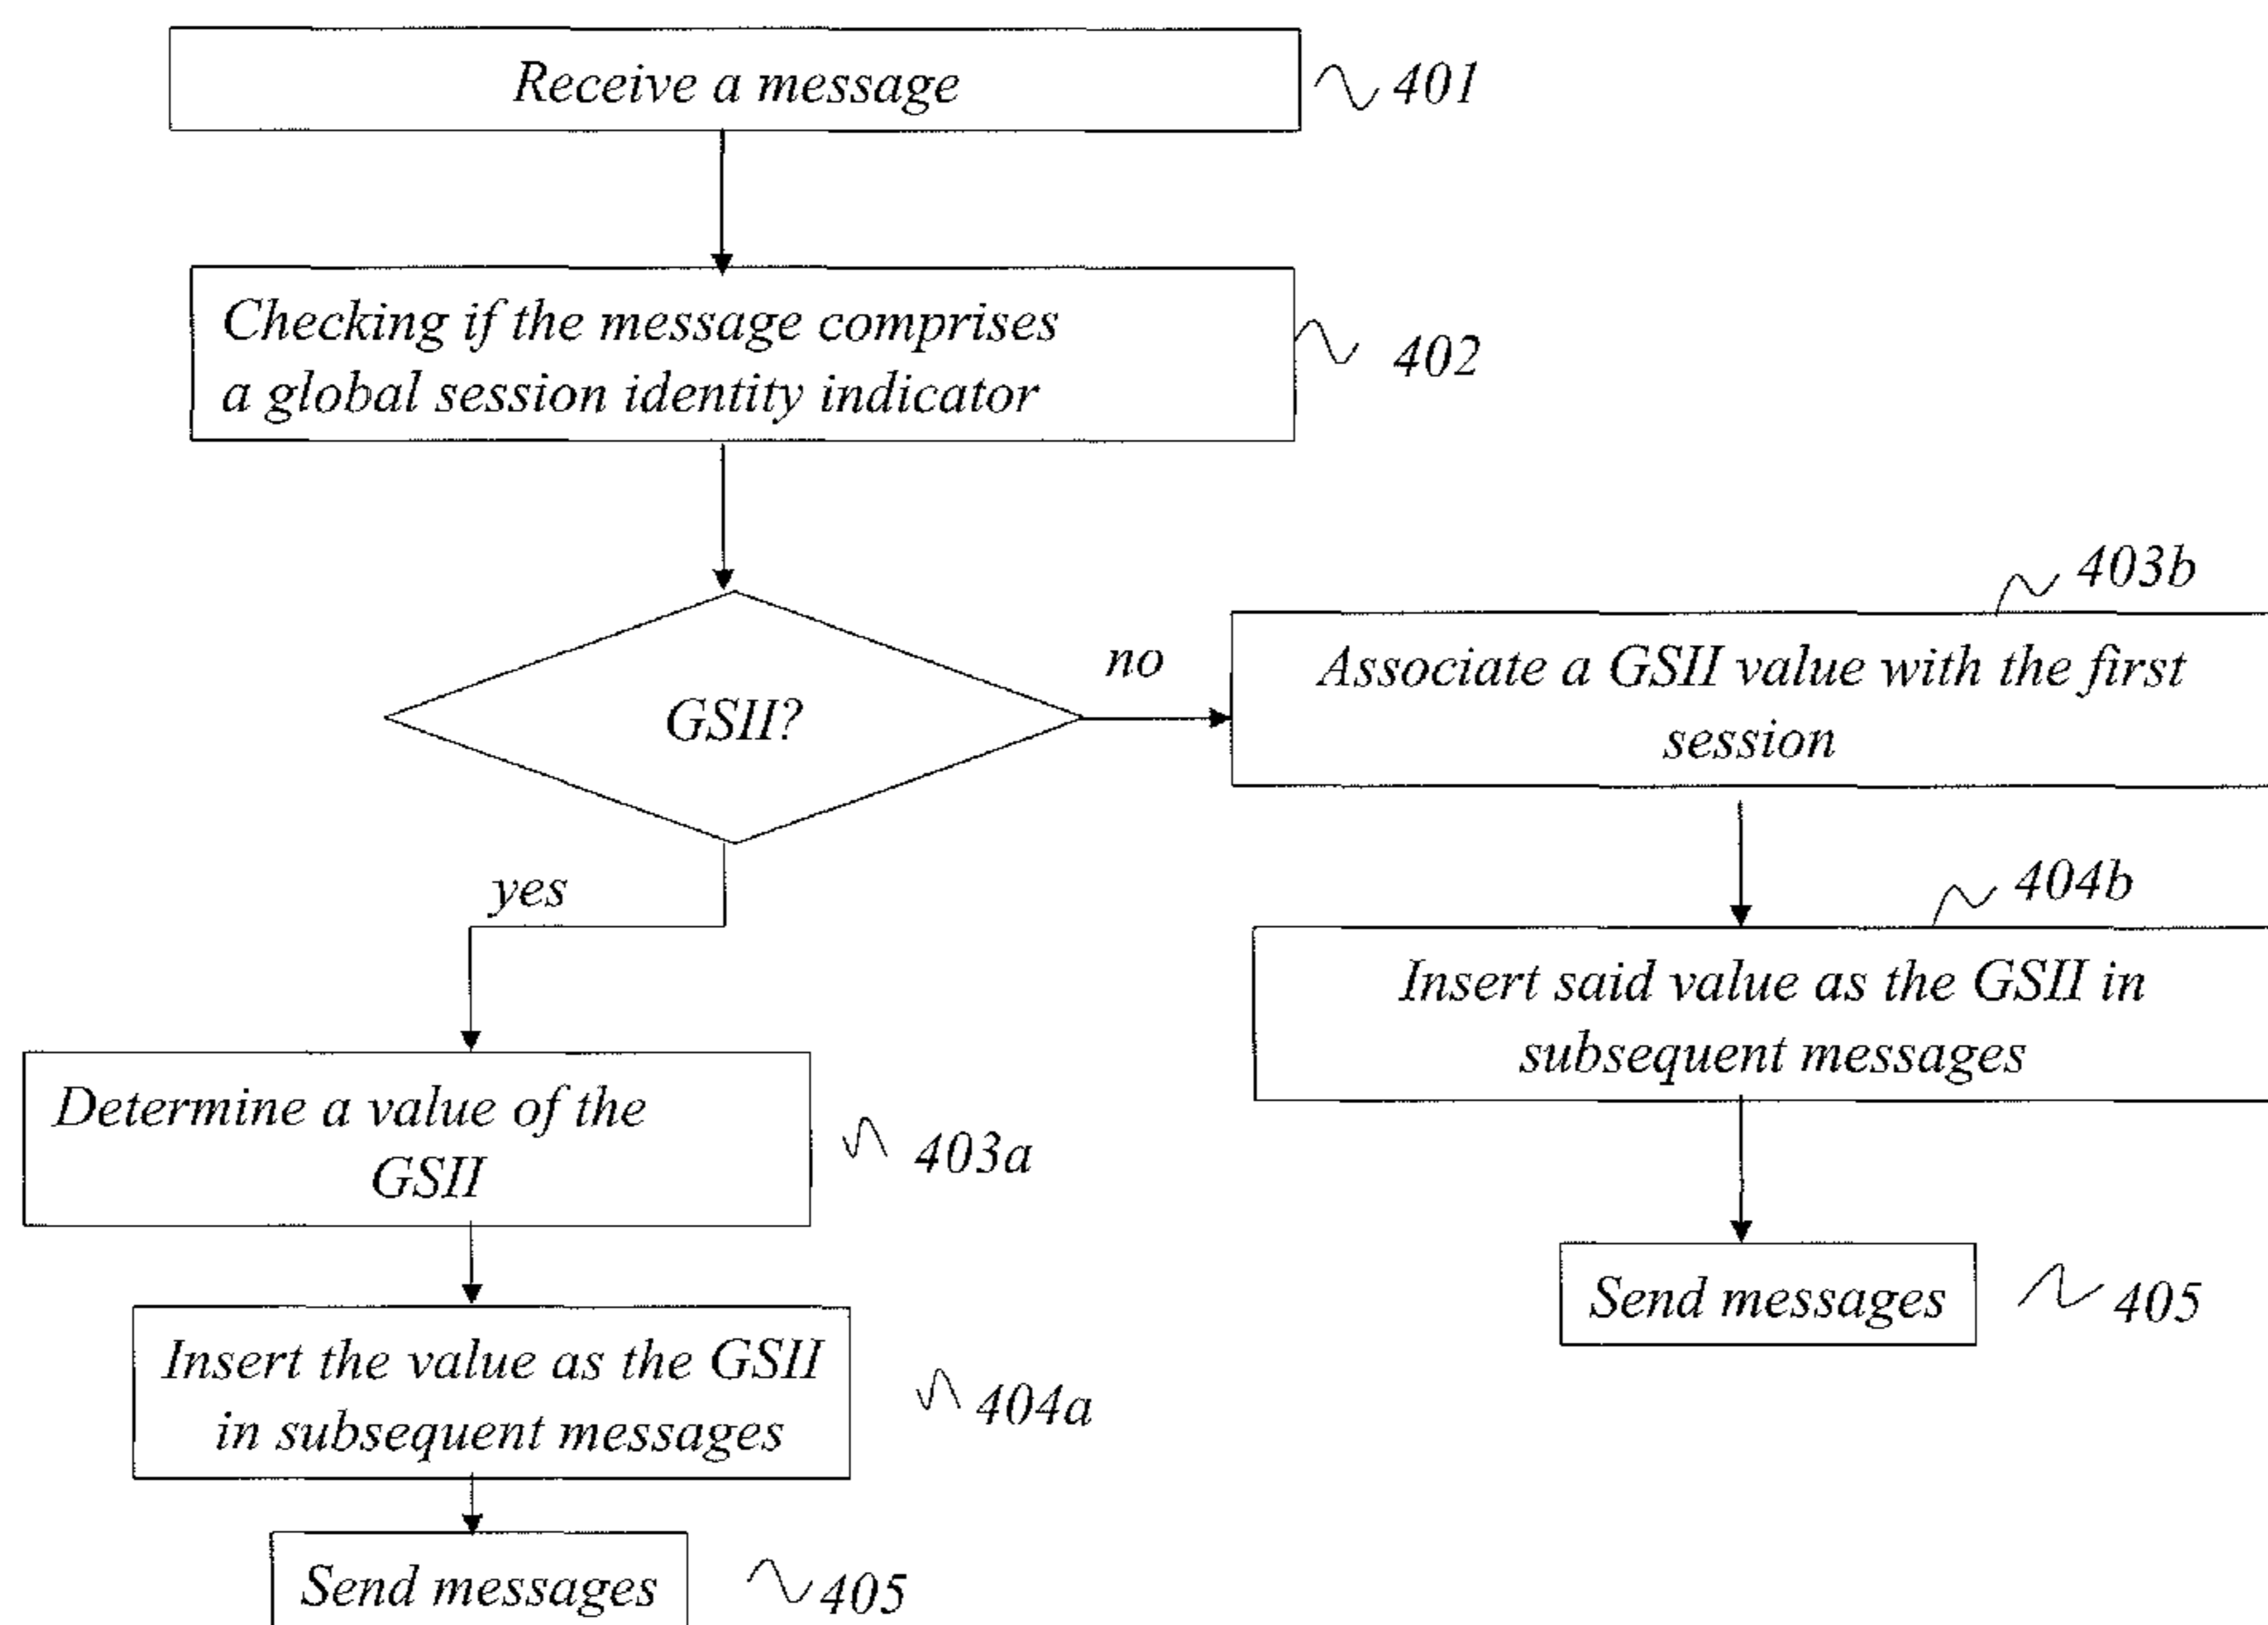 Receive a message
401
Checking if the message comprises
a global session identity indicator
402
GSII?
no
403b
Associate a GSII value with the first
session
yes
404b
Insert said value as the GSII in
subsequent messages
Determine a value of the
GSII
403a
Send messages
405
Insert the value as the GSII
in subsequent messages
404a
Send messages
405